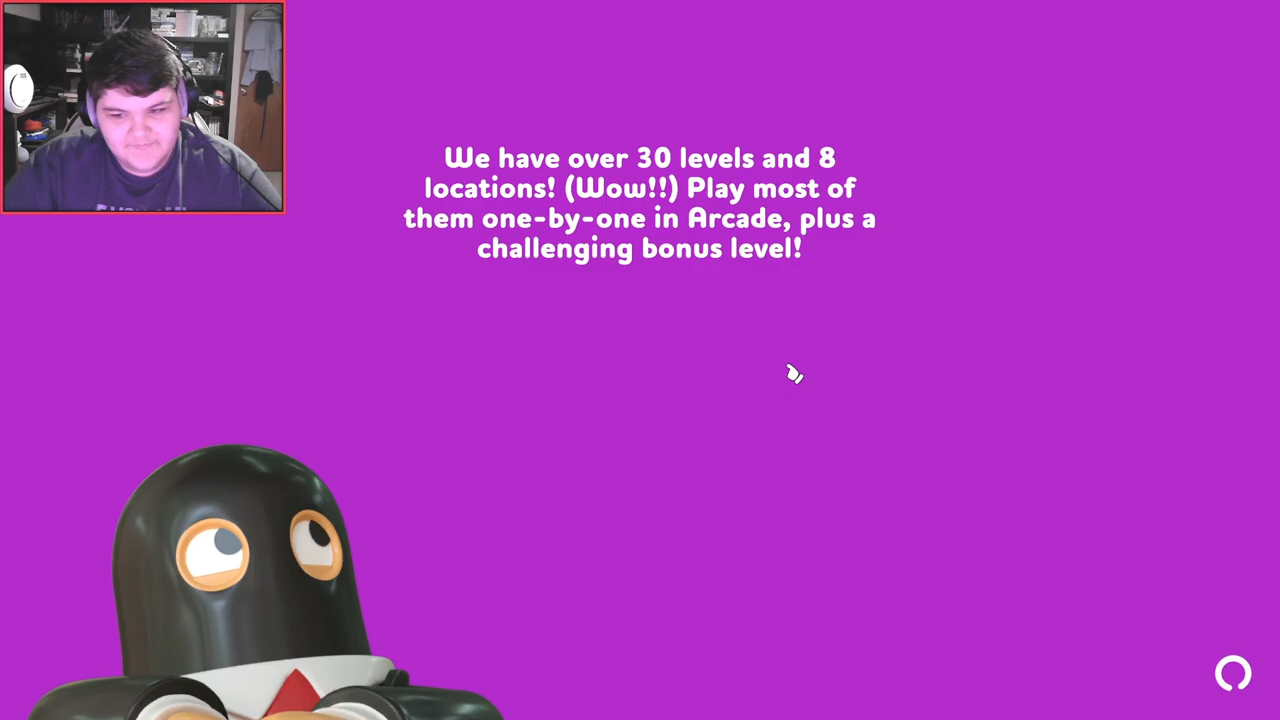 We have over 30 levels and 8
locations! (Wow!!) Play most of
them one-by-one in Arcade, plus a
challenging bonus level!